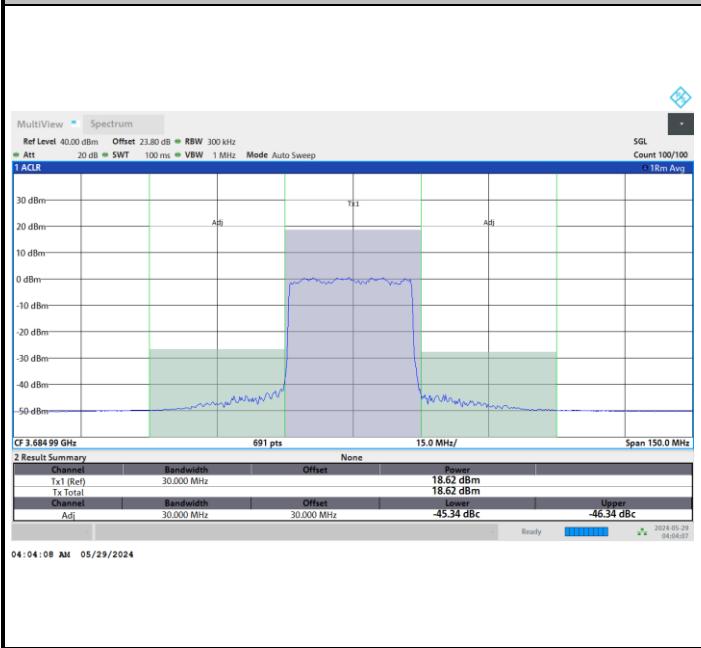 MultiView Spectrum
Ref Level 40.00 dBm Offset 23.80 dB RBW 300 kHz SGL
Att 20 dB SWT 100 ms VBW 1 MHz Mode Auto Sweep Count 100/100
1 ACLR 1Rm Avg
30 dBm
Tx1
20 dBm
Adj Adj
10 dBm
0 dBm
-10 dBm
-20 dBm
-30 dBm
-40 dBm
-50 dBm
CF 3.684 99 GHz 691 pts 15.0 MHz/ Span 150.0 MHz
2 Result Summary None
Channel Bandwidth Offset Power
Tx1 (Ref) 30.000 MHz 18.62 dBm
Tx Total 18.62 dBm
Channel Bandwidth Offset Lower Upper
Adj 30.000 MHz 30.000 MHz -45.34 dBc -46.34 dBc
Ready 2024-05-29
04:04:07
04:04:08 AM 05/29/2024